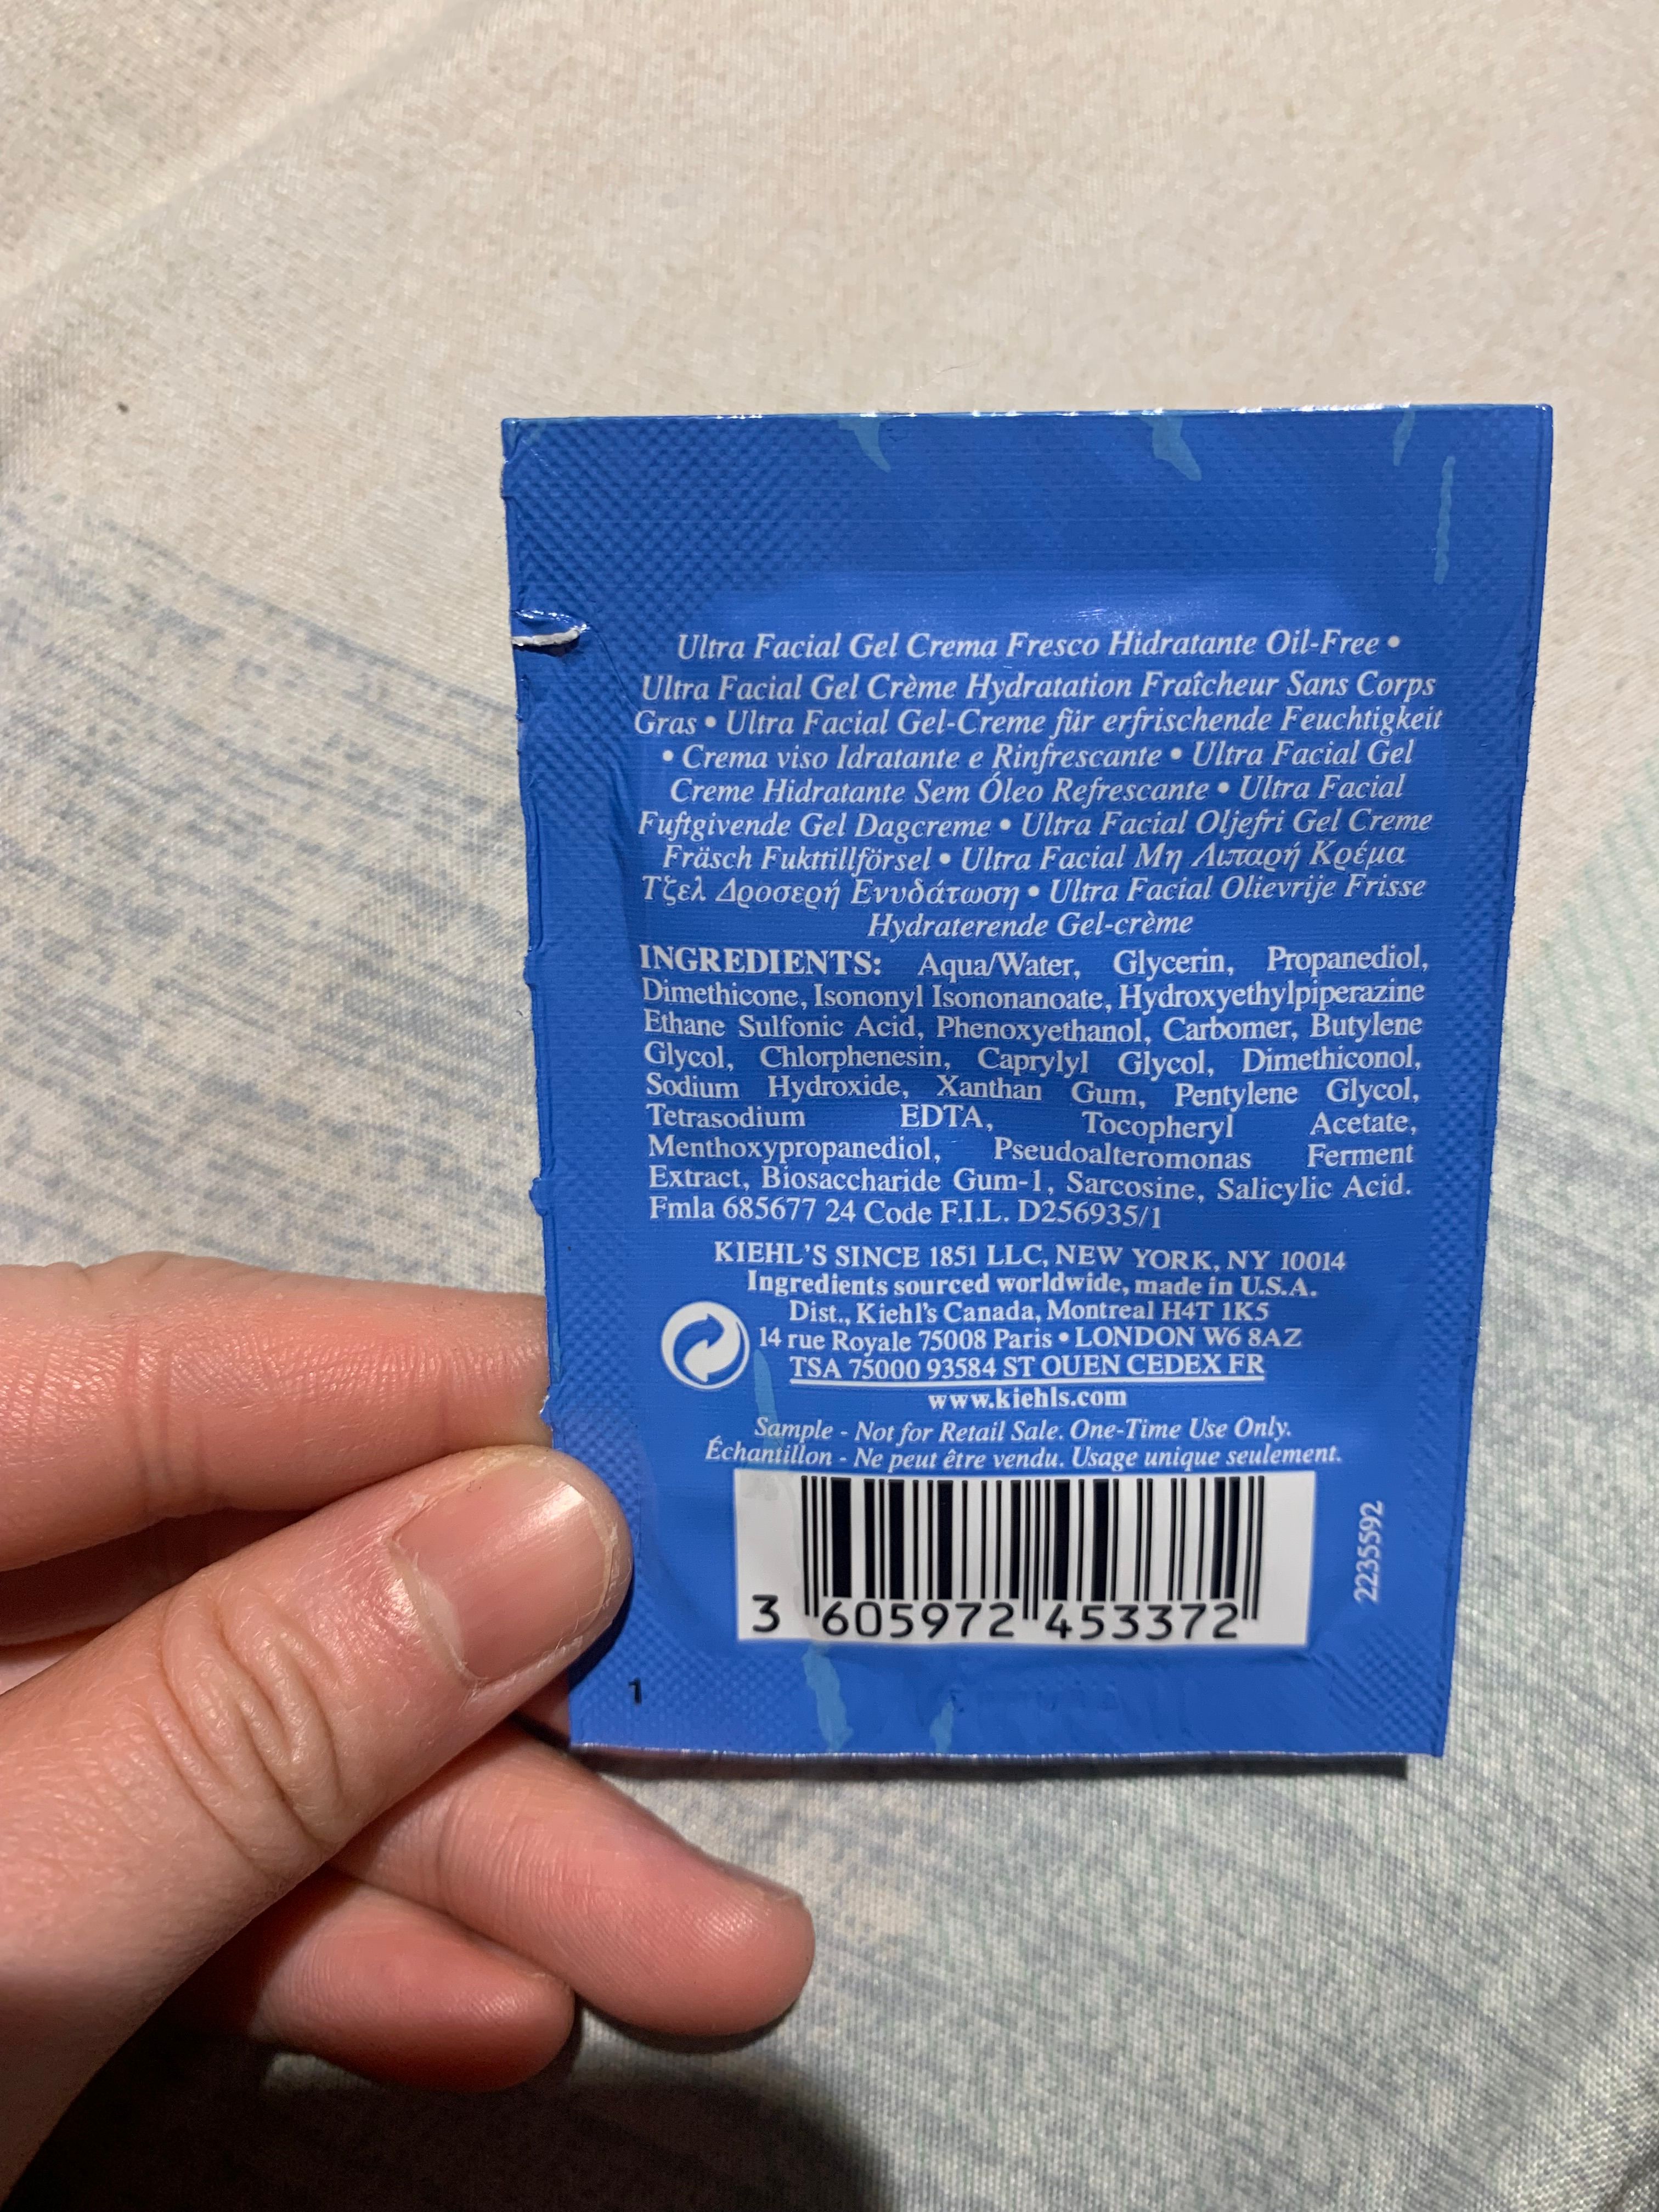 Ultra Facial Gel Crema Fresco Hidratante Oil-Free •
Ultra Facial Gel Crème Hydratation Fraîcheur Sans Corps
Gras • Ultra Facial Gel-Creme für erfrischende Feuchtigkeit
• Crema viso Idratante e Rinfrescante • Ultra Facial Gel
Creme Hidratante Sem Óleo Refrescante • Ultra Facial
Fuftgivende Gel Dagcreme • Ultra Facial Oljefri Gel Creme
Fräsch Fukttillförsel • Ultra Facial Μη Λιπαρή Κρέμα
Τζελ Δροσερή Ενυδάτωση • Ultra Facial Olievrije Frisse
Hydraterende Gel-crème
INGREDIENTS: Aqua/Water, Glycerin, Propanediol,
Dimethicone, Isononyl Isononanoate, Hydroxyethylpiperazine
Ethane Sulfonic Acid, Phenoxyethanol, Carbomer, Butylene
Glycol, Chlorphenesin, Caprylyl Glycol, Dimethiconol,
Sodium Hydroxide, Xanthan Gum, Pentylene Glycol,
Tetrasodium EDTA, Tocopheryl Acetate,
Menthoxypropanediol, Pseudoalteromonas Ferment
Extract, Biosaccharide Gum-1, Sarcosine, Salicylic Acid.
Fmla 685677 24 Code F.I.L. D256935/1
KIEHL'S SINCE 1851 LLC, NEW YORK, NY 10014
Ingredients sourced worldwide, made in U.S.A.
Dist., Kiehl's Canada, Montreal H4T 1K5
14 rue Royale 75008 Paris • LONDON W6 8AZ
TSA 75000 93584 ST OUEN CEDEX FR
www.kiehls.com
Sample - Not for Retail Sale. One-Time Use Only.
Échantillon - Ne peut être vendu. Usage unique seulement.
3 605972 453372
2235592
1